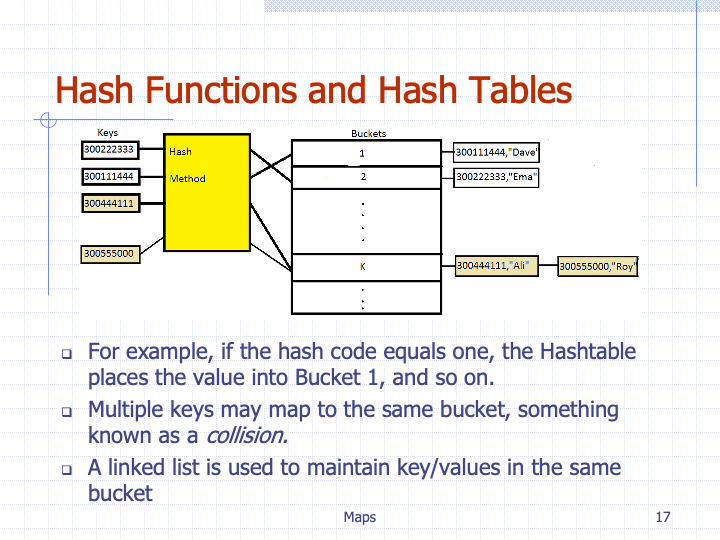 Hash Functions and Hash Tables
Keys
Buckets
300222333
Hash
1
300111444,"Dave"
300111444
Method
2
300222333,"Ema"
300444111
300555000
K
300444111,"Ali"
300555000,"Roy"
For example, if the hash code equals one, the Hashtable
places the value into Bucket 1, and so on.
Multiple keys may map to the same bucket, something
known as a collision.
A linked list is used to maintain key/values in the same
bucket
Maps
17